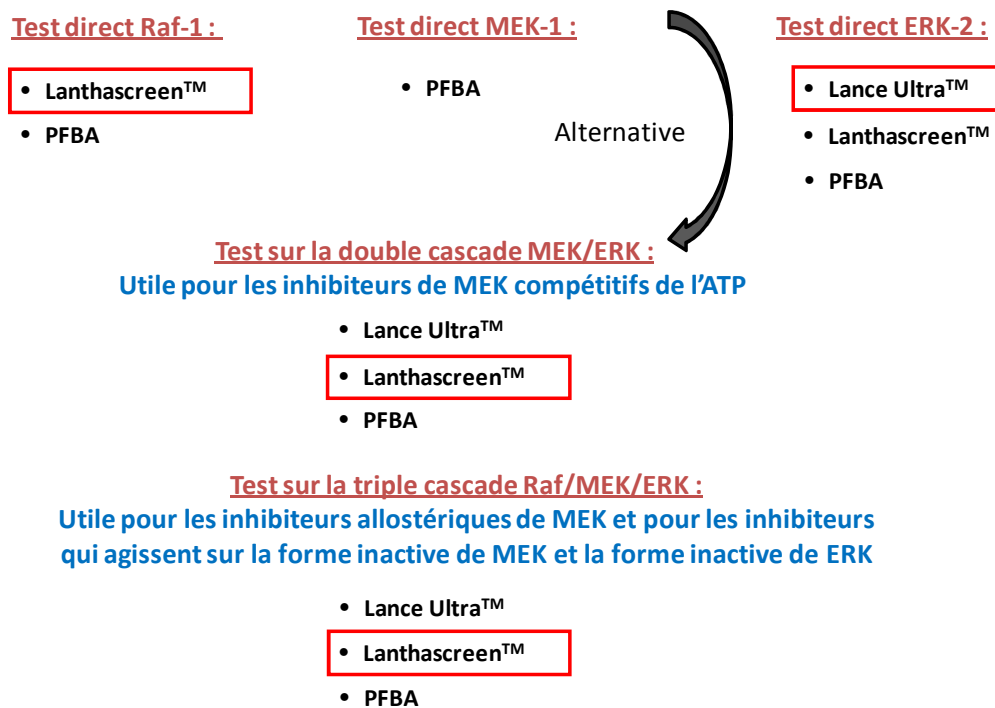 Test direct Raf-1 :
• Lanthascreen™
• PFBA
Test direct MEK-1 :
• PFBA
Alternative
Test direct ERK-2 :
• Lance Ultra™
• Lanthascreen™
• PFBA
Test sur la double cascade MEK/ERK :
Utile pour les inhibiteurs de MEK compétitifs de l’ATP
• Lance Ultra™
• Lanthascreen™
• PFBA
Test sur la triple cascade Raf/MEK/ERK :
Utile pour les inhibiteurs allostériques de MEK et pour les inhibiteurs
qui agissent sur la forme inactive de MEK et la forme inactive de ERK
• Lance Ultra™
• Lanthascreen™
• PFBA